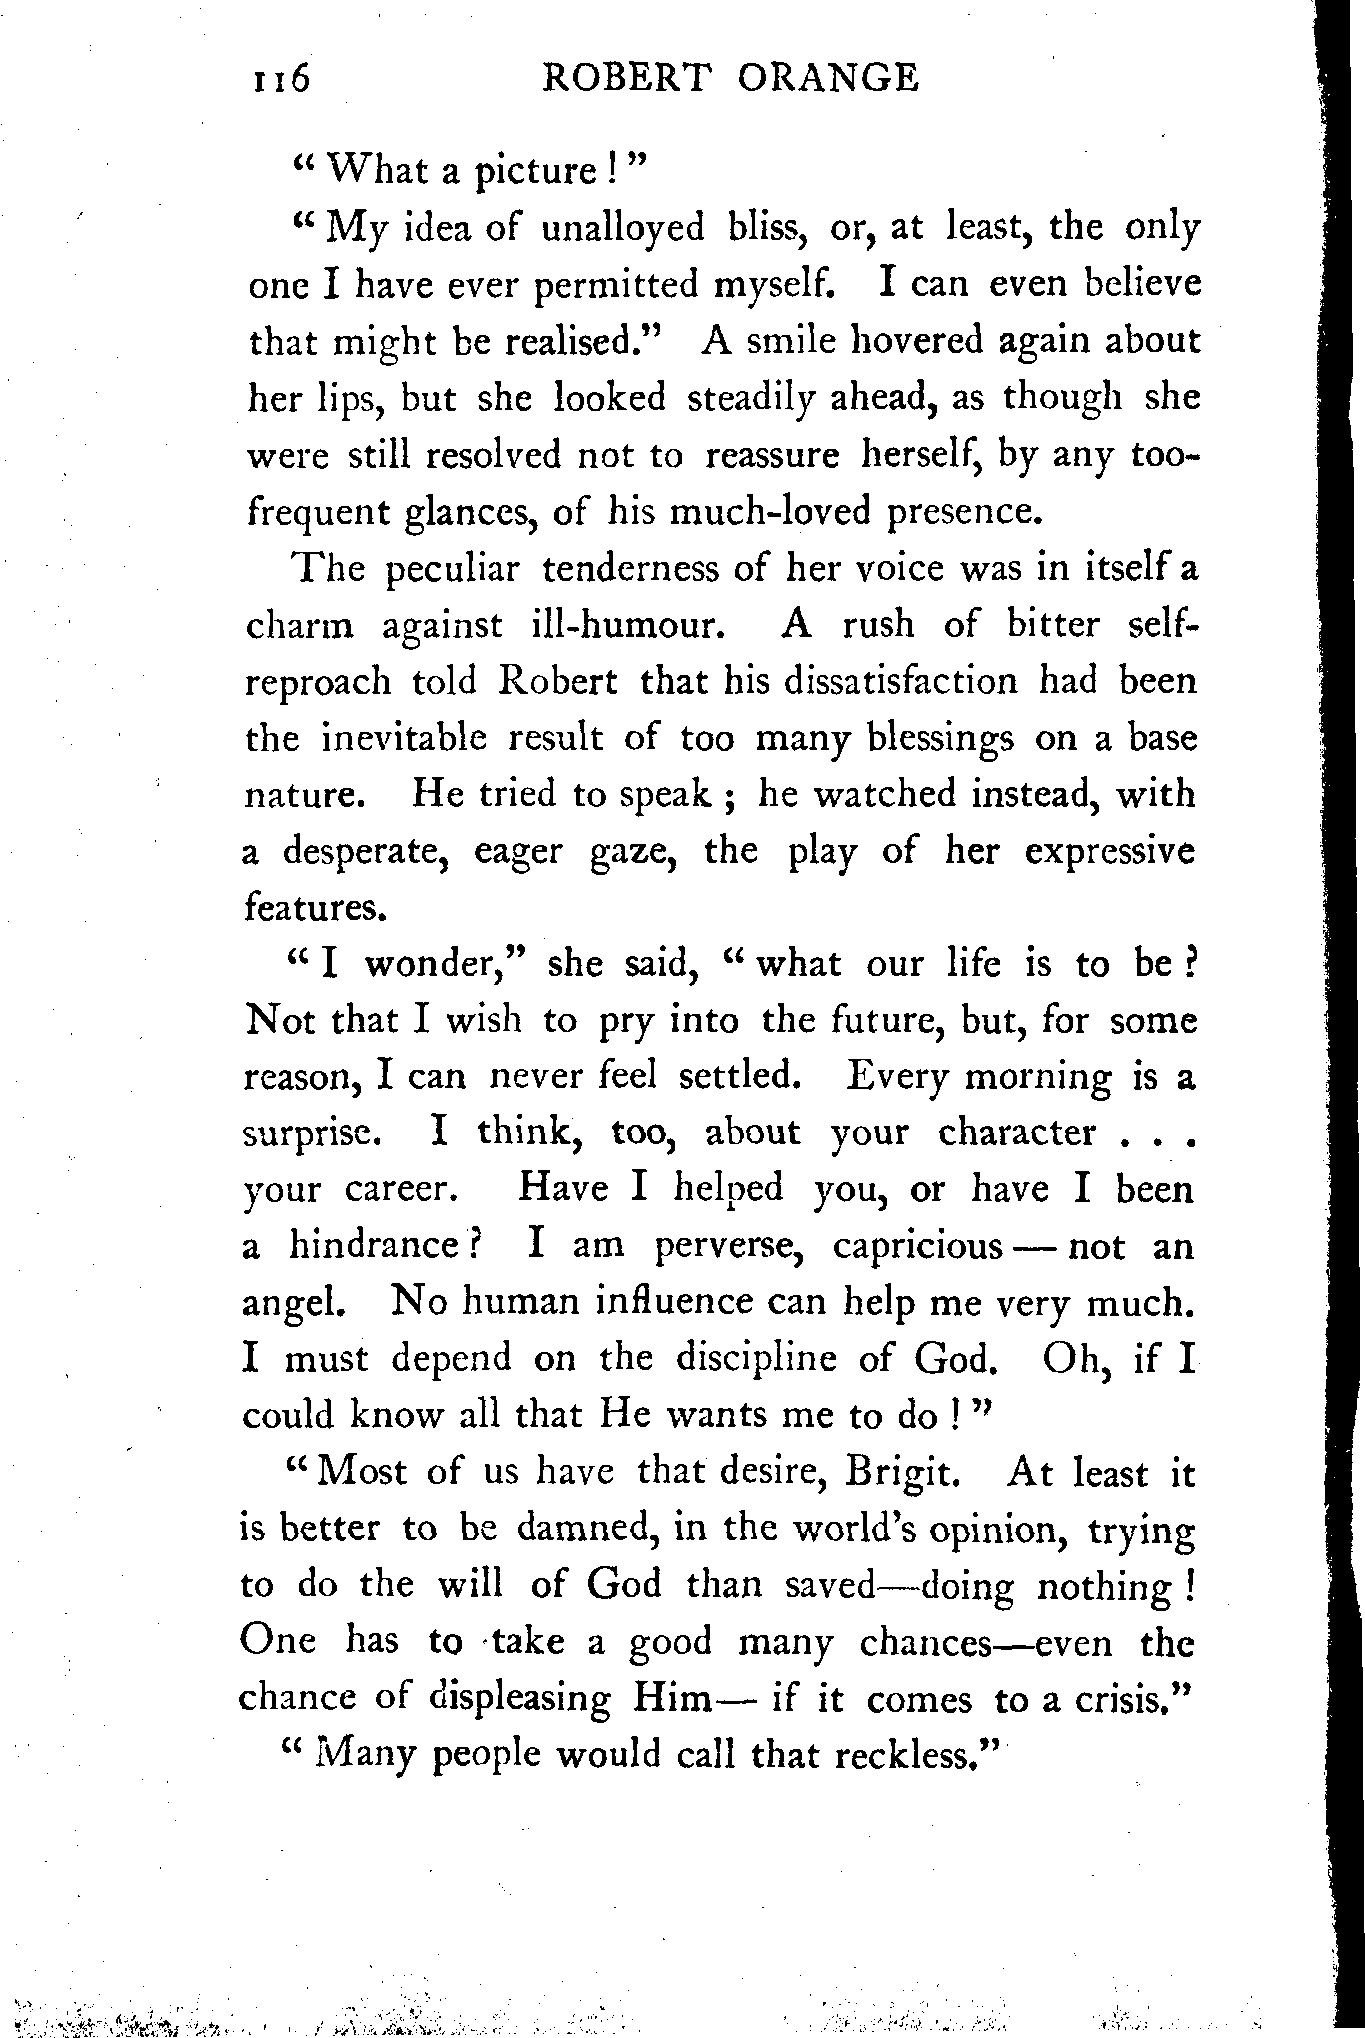 116 ROBERT ORANGE
“ What a picture ! ”
“ My idea of unalloyed bliss, or, at least, the only
one I have ever permitted myself. I can even believe
that might be realised.” A smile hovered again about
her lips, but she looked steadily ahead, as though she
were still resolved not to reassure herself, by any too-
frequent glances, of his much-loved presence.
The peculiar tenderness of her voice was in itself a
charm against ill-humour. A rush of bitter self-
reproach told Robert that his dissatisfaction had been
the inevitable result of too many blessings on a base
nature. He tried to speak ; he watched instead, with
a desperate, eager gaze, the play of her expressive
features.
“ I wonder,” she said, “ what our life is to be ?
Not that I wish to pry into the future, but, for some
reason, I can never feel settled. Every morning is a
surprise. I think, too, about your character . . .
your career. Have I helped you, or have I been
a hindrance ? I am perverse, capricious — not an
angel. No human influence can help me very much.
I must depend on the discipline of God. Oh, if I
could know all that He wants me to do ! ”
“ Most of us have that desire, Brigit. At least it
is better to be damned, in the world’s opinion, trying
to do the will of God than saved—doing nothing !
One has to take a good many chances—even the
chance of displeasing Him— if it comes to a crisis.”
“ Many people would call that reckless.”